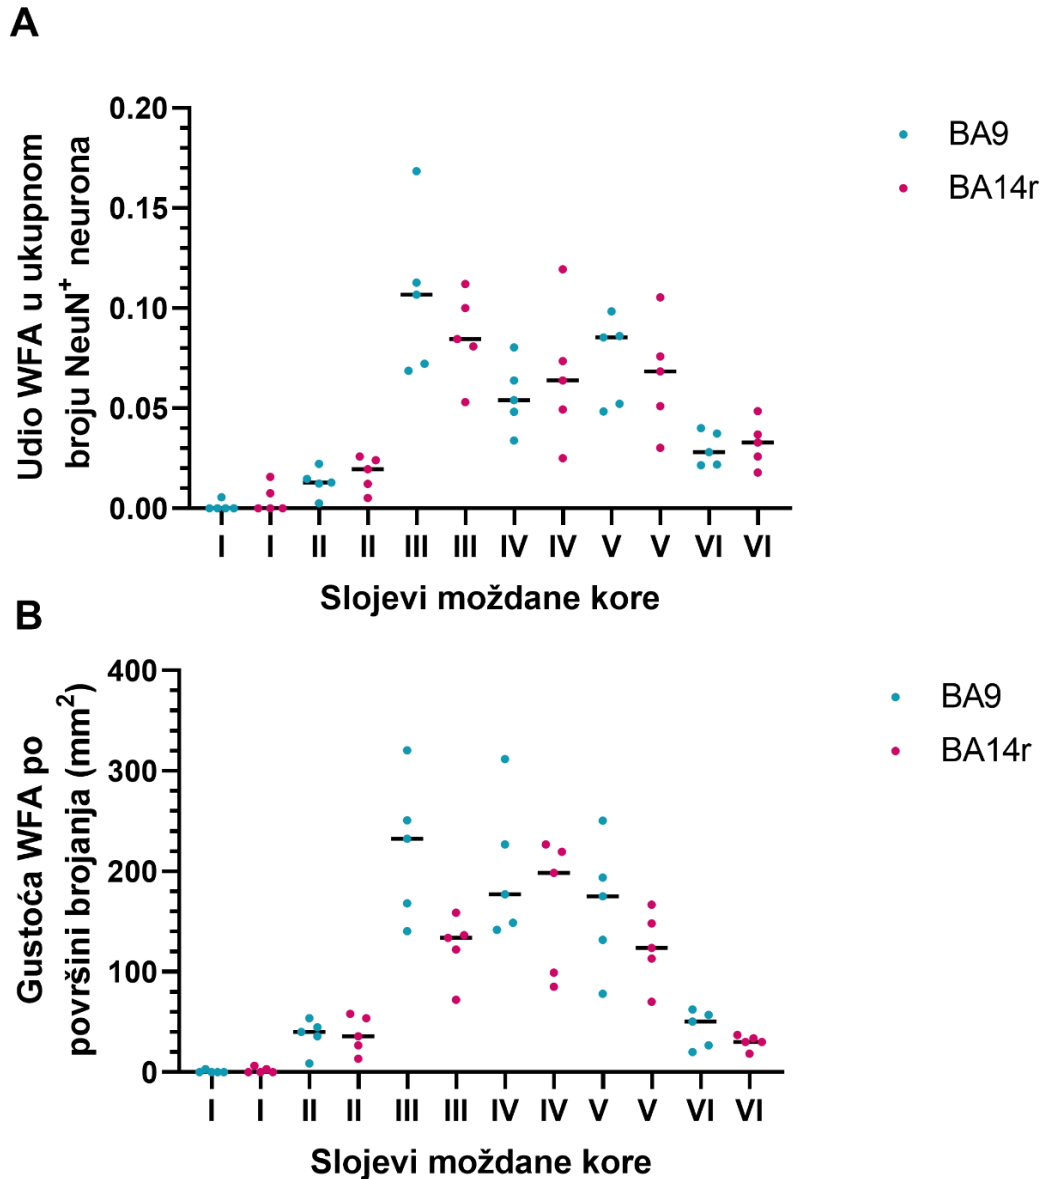 A
Udio WFA u ukupnom
broju NeuN⁺ neurona
0.20
0.15
0.10
0.05
0.00
I I II II III III IV IV V V VI VI
Slojevi moždane kore
BA9
BA14r
B
Gustoća WFA po
površini brojanja (mm²)
400
300
200
100
0
I I II II III III IV IV V V VI VI
Slojevi moždane kore
BA9
BA14r